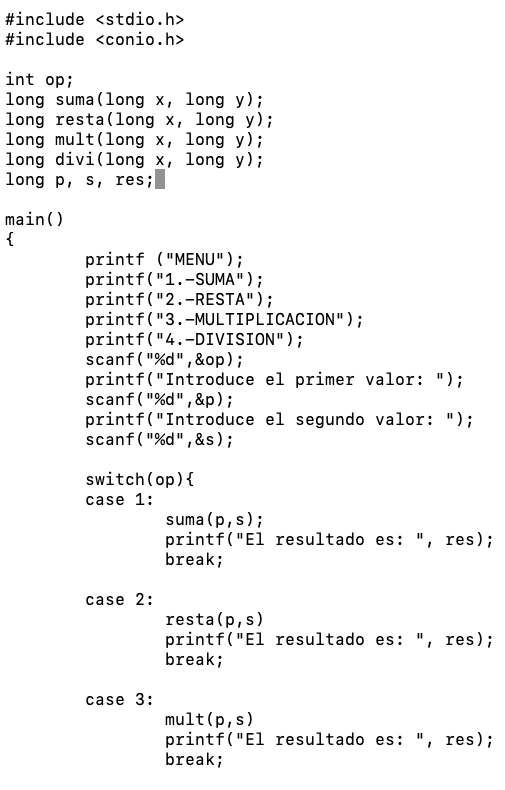 #include <stdio.h>
#include <conio.h>
int op;
long suma(long x, long y);
long resta(long x, long y);
long mult(long x, long y);
long divi(long x, long y);
long p, s, res;
main()
{
printf ("MENU");
printf("1.-SUMA");
printf("2.-RESTA");
printf("3.-MULTIPLICACION");
printf("4.-DIVISION");
scanf("%d",&op);
printf("Introduce el primer valor: ");
scanf("%d",&p);
printf("Introduce el segundo valor: ");
scanf("%d",&s);
switch(op){
case 1:
suma(p,s);
printf("El resultado es: ", res);
break;
case 2:
resta(p,s)
printf("El resultado es: ", res);
break;
case 3:
mult(p,s)
printf("El resultado es: ", res);
break;